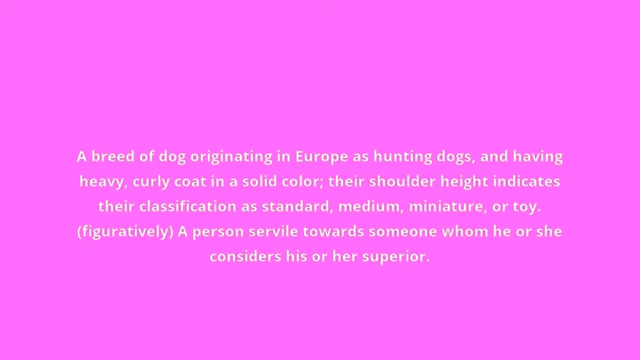 A breed of dog originating in Europe as hunting dogs, and having
heavy, curly coat in a solid color; their shoulder height indicates
their classification as standard, medium, miniature, or toy.
(figuratively) A person servile towards someone whom he or she
considers his or her superior.